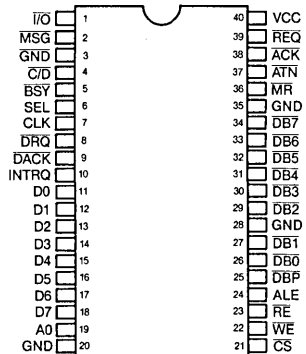 I/O 1 40 VCC
MSG 2 39 REQ
GND 3 38 ACK
C/D 4 37 ATN
BSY 5 36 MR
SEL 6 35 GND
CLK 7 34 DB7
DRQ 8 33 DB6
DACK 9 32 DB5
INTRQ 10 31 DB4
D0 11 30 DB3
D1 12 29 DB2
D2 13 28 GND
D3 14 27 DB1
D4 15 26 DB0
D5 16 25 DBP
D6 17 24 ALE
D7 18 23 RE
A0 19 22 WE
GND 20 21 CS